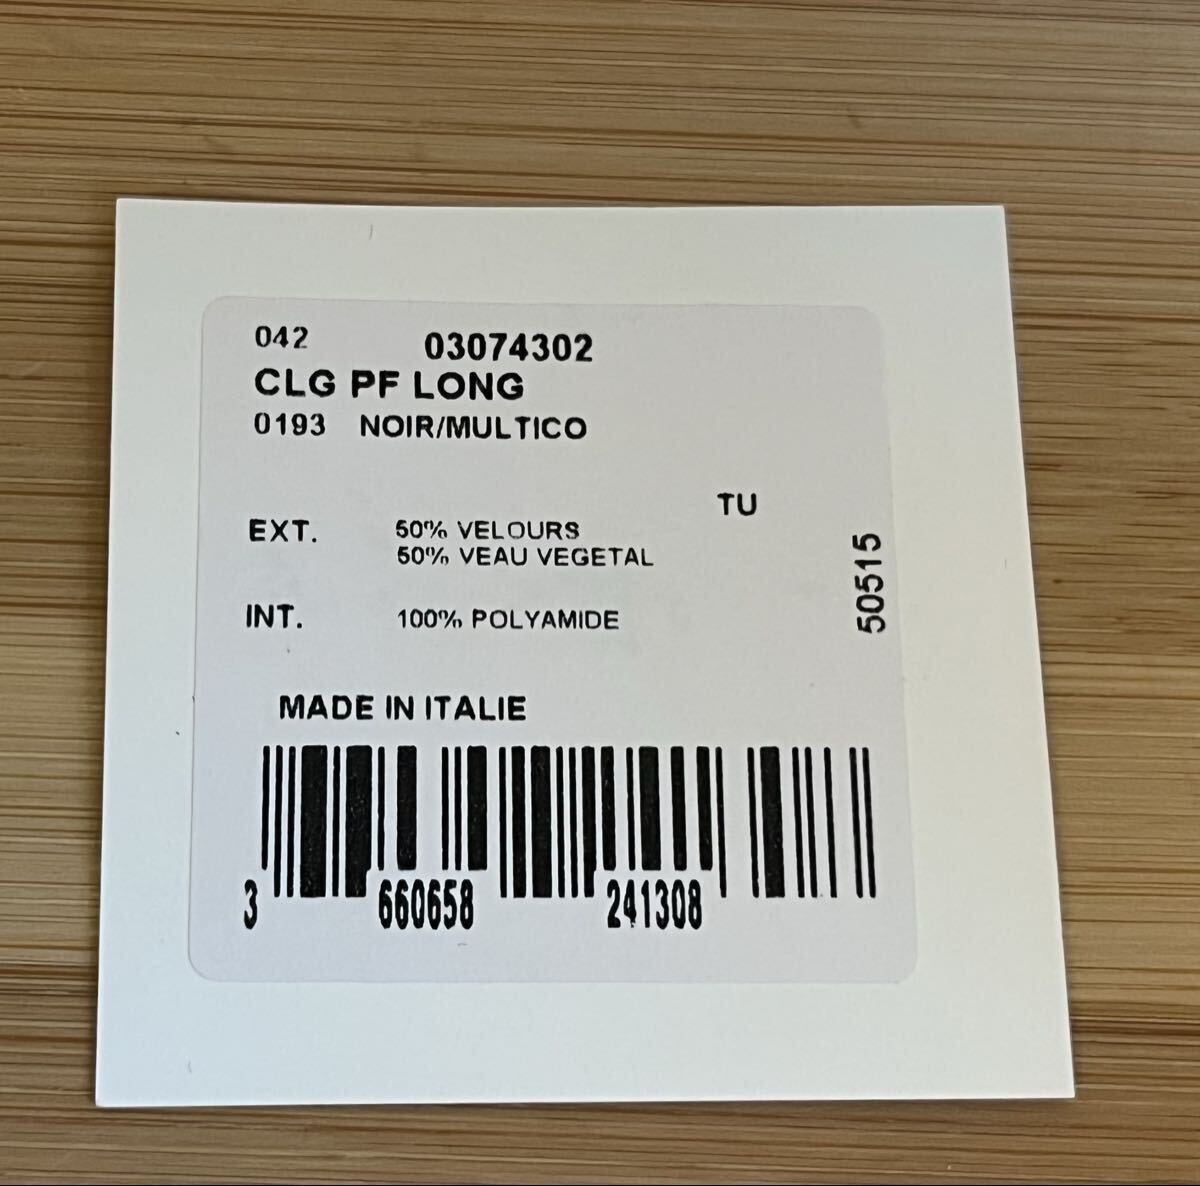 042 03074302
CLG PF LONG
0193 NOIR/MULTICO
TU
EXT. 50% VELOURS
50% VEAU VEGETAL
INT. 100% POLYAMIDE
50515
MADE IN ITALIE
3 660658 241308